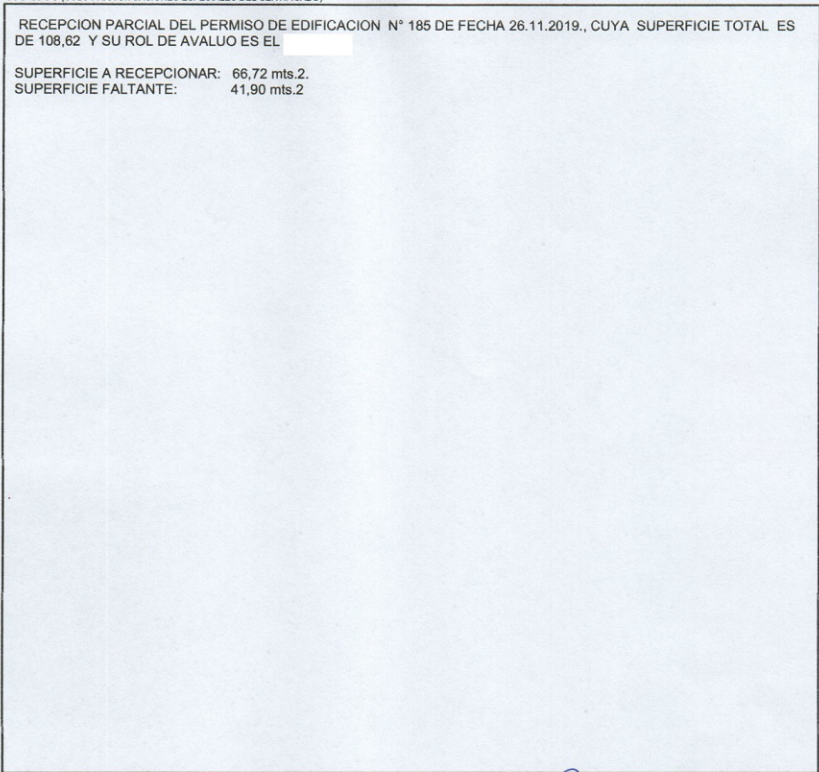 RECEPCION PARCIAL DEL PERMISO DE EDIFICACION N° 185 DE FECHA 26.11.2019., CUYA SUPERFICIE TOTAL ES
DE 108,62 Y SU ROL DE AVALUO ES EL
SUPERFICIE A RECEPCIONAR: 66,72 mts.2.
SUPERFICIE FALTANTE: 41,90 mts.2